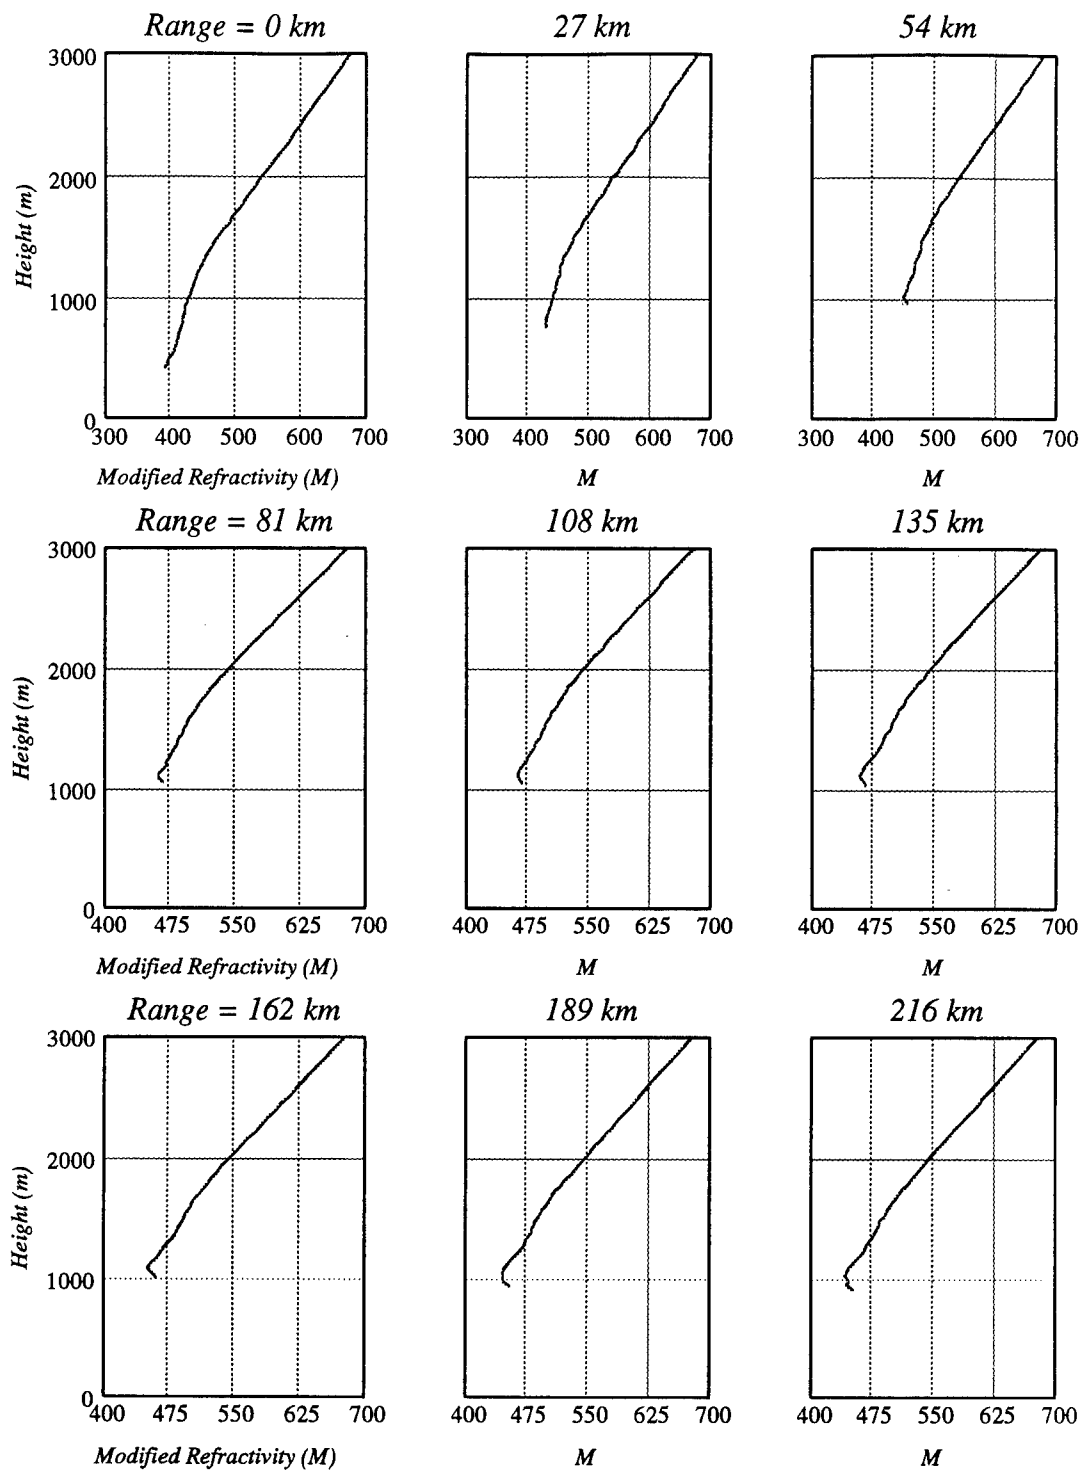 Range = 0 km 27 km 54 km
3000
2000
1000
0
Height (m)
300 400 500 600 700 300 400 500 600 700 300 400 500 600 700
Modified Refractivity (M) M M
Range = 81 km 108 km 135 km
3000
2000
1000
0
Height (m)
400 475 550 625 700 400 475 550 625 700 400 475 550 625 700
Modified Refractivity (M) M M
Range = 162 km 189 km 216 km
3000
2000
1000
0
Height (m)
400 475 550 625 700 400 475 550 625 700 400 475 550 625 700
Modified Refractivity (M) M M